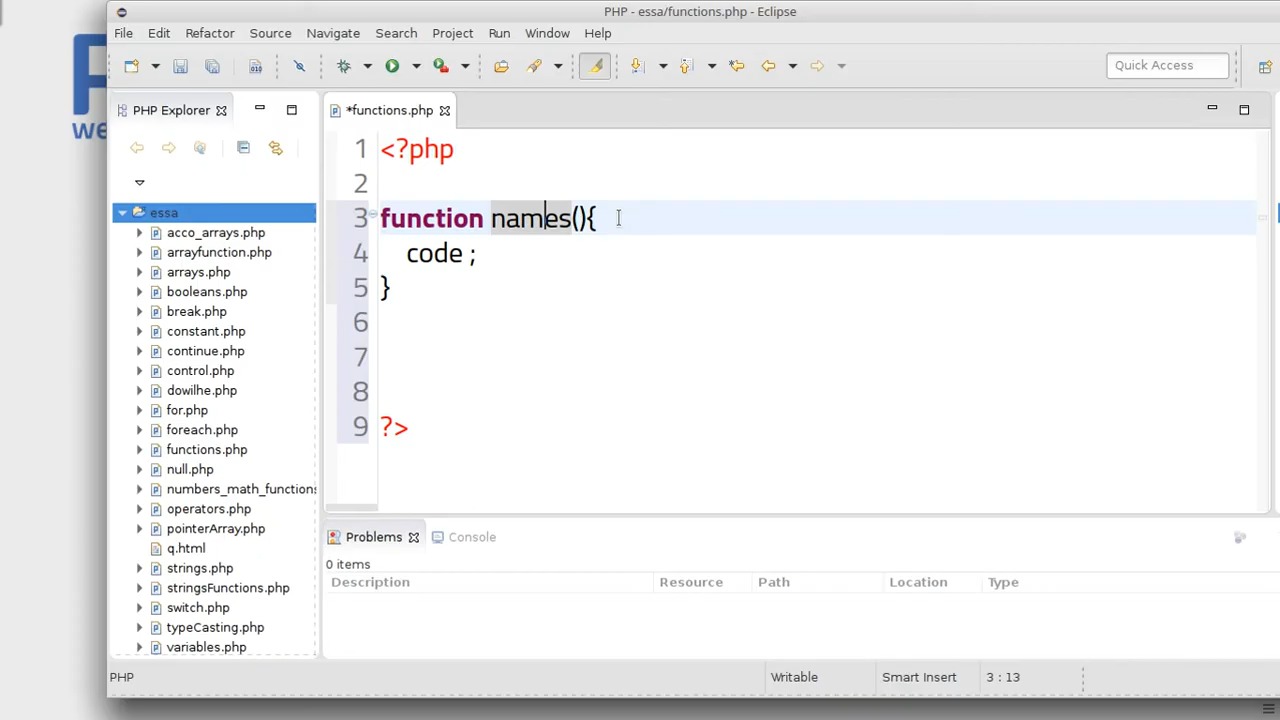 PHP - essa/functions.php - Eclipse
File Edit Refactor Source Navigate Search Project Run Window Help
Quick Access
PHP Explorer
*functions.php
we
essa
acco_arrays.php
arrayfunction.php
arrays.php
booleans.php
break.php
constant.php
continue.php
control.php
dowilhe.php
for.php
foreach.php
functions.php
null.php
numbers_math_functions
operators.php
pointerArray.php
q.html
strings.php
stringsFunctions.php
switch.php
typeCasting.php
variables.php
1 <?php
2
3 function names(){
4 code ;
5 }
6
7
8
9 ?>
Problems Console
0 items
Description Resource Path Location Type
PHP Writable Smart Insert 3 : 13